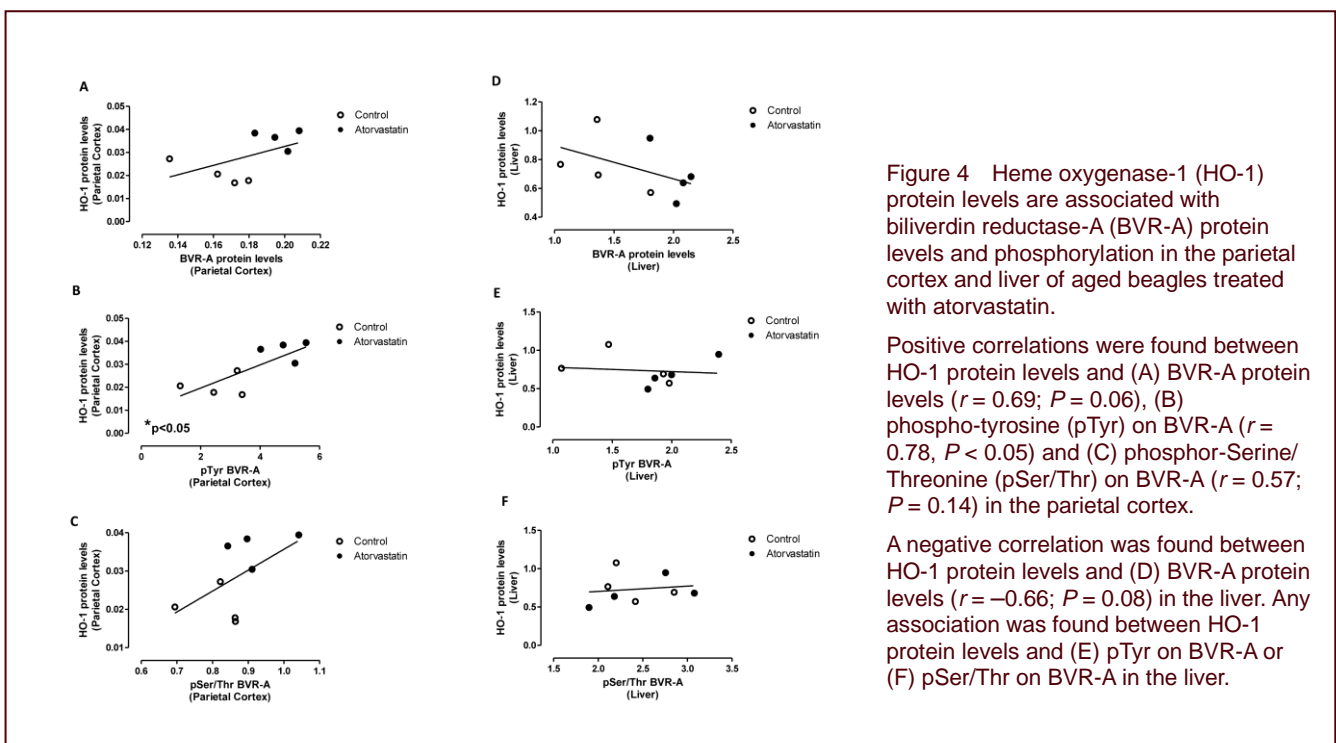 A
HO-1 protein levels
(Parietal Cortex)
0.05
0.04
0.03
0.02
0.01
0.00
0.12
0.14
0.16
0.18
0.20
0.22
BVR-A protein levels
(Parietal Cortex)
Control
Atorvastatin
B
HO-1 protein levels
(Parietal Cortex)
0.05
0.04
0.03
0.02
0.01
0.00
*p<0.05
0
2
4
6
pTyr BVR-A
(Parietal Cortex)
Control
Atorvastatin
C
HO-1 protein levels
(Parietal Cortex)
0.04
0.03
0.02
0.01
0.6
0.7
0.8
0.9
1.0
1.1
pSer/Thr BVR-A
(Parietal Cortex)
Control
Atorvastatin
D
HO-1 protein levels
(Liver)
1.2
1.0
0.8
0.6
0.4
1.0
1.5
2.0
2.5
BVR-A protein levels
(Liver)
Control
Atorvastatin
E
HO-1 protein levels
(Liver)
1.5
1.0
0.5
0.0
1.0
1.5
2.0
2.5
pTyr BVR-A
(Liver)
Control
Atorvastatin
F
HO-1 protein levels
(Liver)
1.5
1.0
0.5
0.0
1.5
2.0
2.5
3.0
3.5
pSer/Thr BVR-A
(Liver)
Control
Atorvastatin
Figure 4 Heme oxygenase-1 (HO-1)
protein levels are associated with
biliverdin reductase-A (BVR-A) protein
levels and phosphorylation in the parietal
cortex and liver of aged beagles treated
with atorvastatin.
Positive correlations were found between
HO-1 protein levels and (A) BVR-A protein
levels (r = 0.69; P = 0.06), (B)
phospho-tyrosine (pTyr) on BVR-A (r =
0.78, P < 0.05) and (C) phosphor-Serine/
Threonine (pSer/Thr) on BVR-A (r = 0.57;
P = 0.14) in the parietal cortex.
A negative correlation was found between
HO-1 protein levels and (D) BVR-A protein
levels (r = –0.66; P = 0.08) in the liver. Any
association was found between HO-1
protein levels and (E) pTyr on BVR-A or
(F) pSer/Thr on BVR-A in the liver.